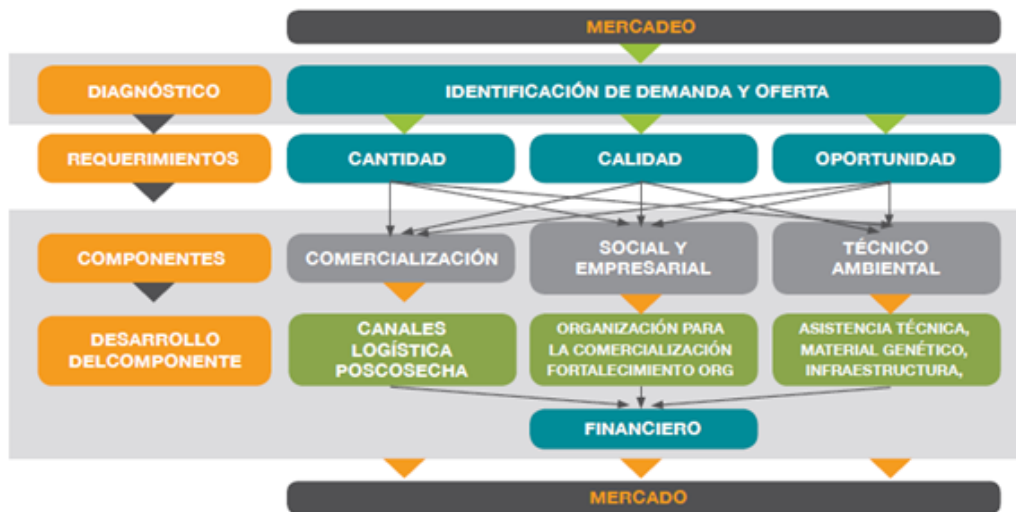 MERCADEO
DIAGNÓSTICO
IDENTIFICACIÓN DE DEMANDA Y OFERTA
REQUERIMIENTOS
CANTIDAD
CALIDAD
OPORTUNIDAD
COMPONENTES
COMERCIALIZACIÓN
SOCIAL Y
EMPRESARIAL
TÉCNICO
AMBIENTAL
DESARROLLO
DELCOMPONENTE
CANALES
LOGÍSTICA
POSCOSECHA
ORGANIZACIÓN PARA
LA COMERCIALIZACIÓN
FORTALECIMIENTO ORG
ASISTENCIA TÉCNICA,
MATERIAL GENÉTICO,
INFRAESTRUCTURA,
FINANCIERO
MERCADO